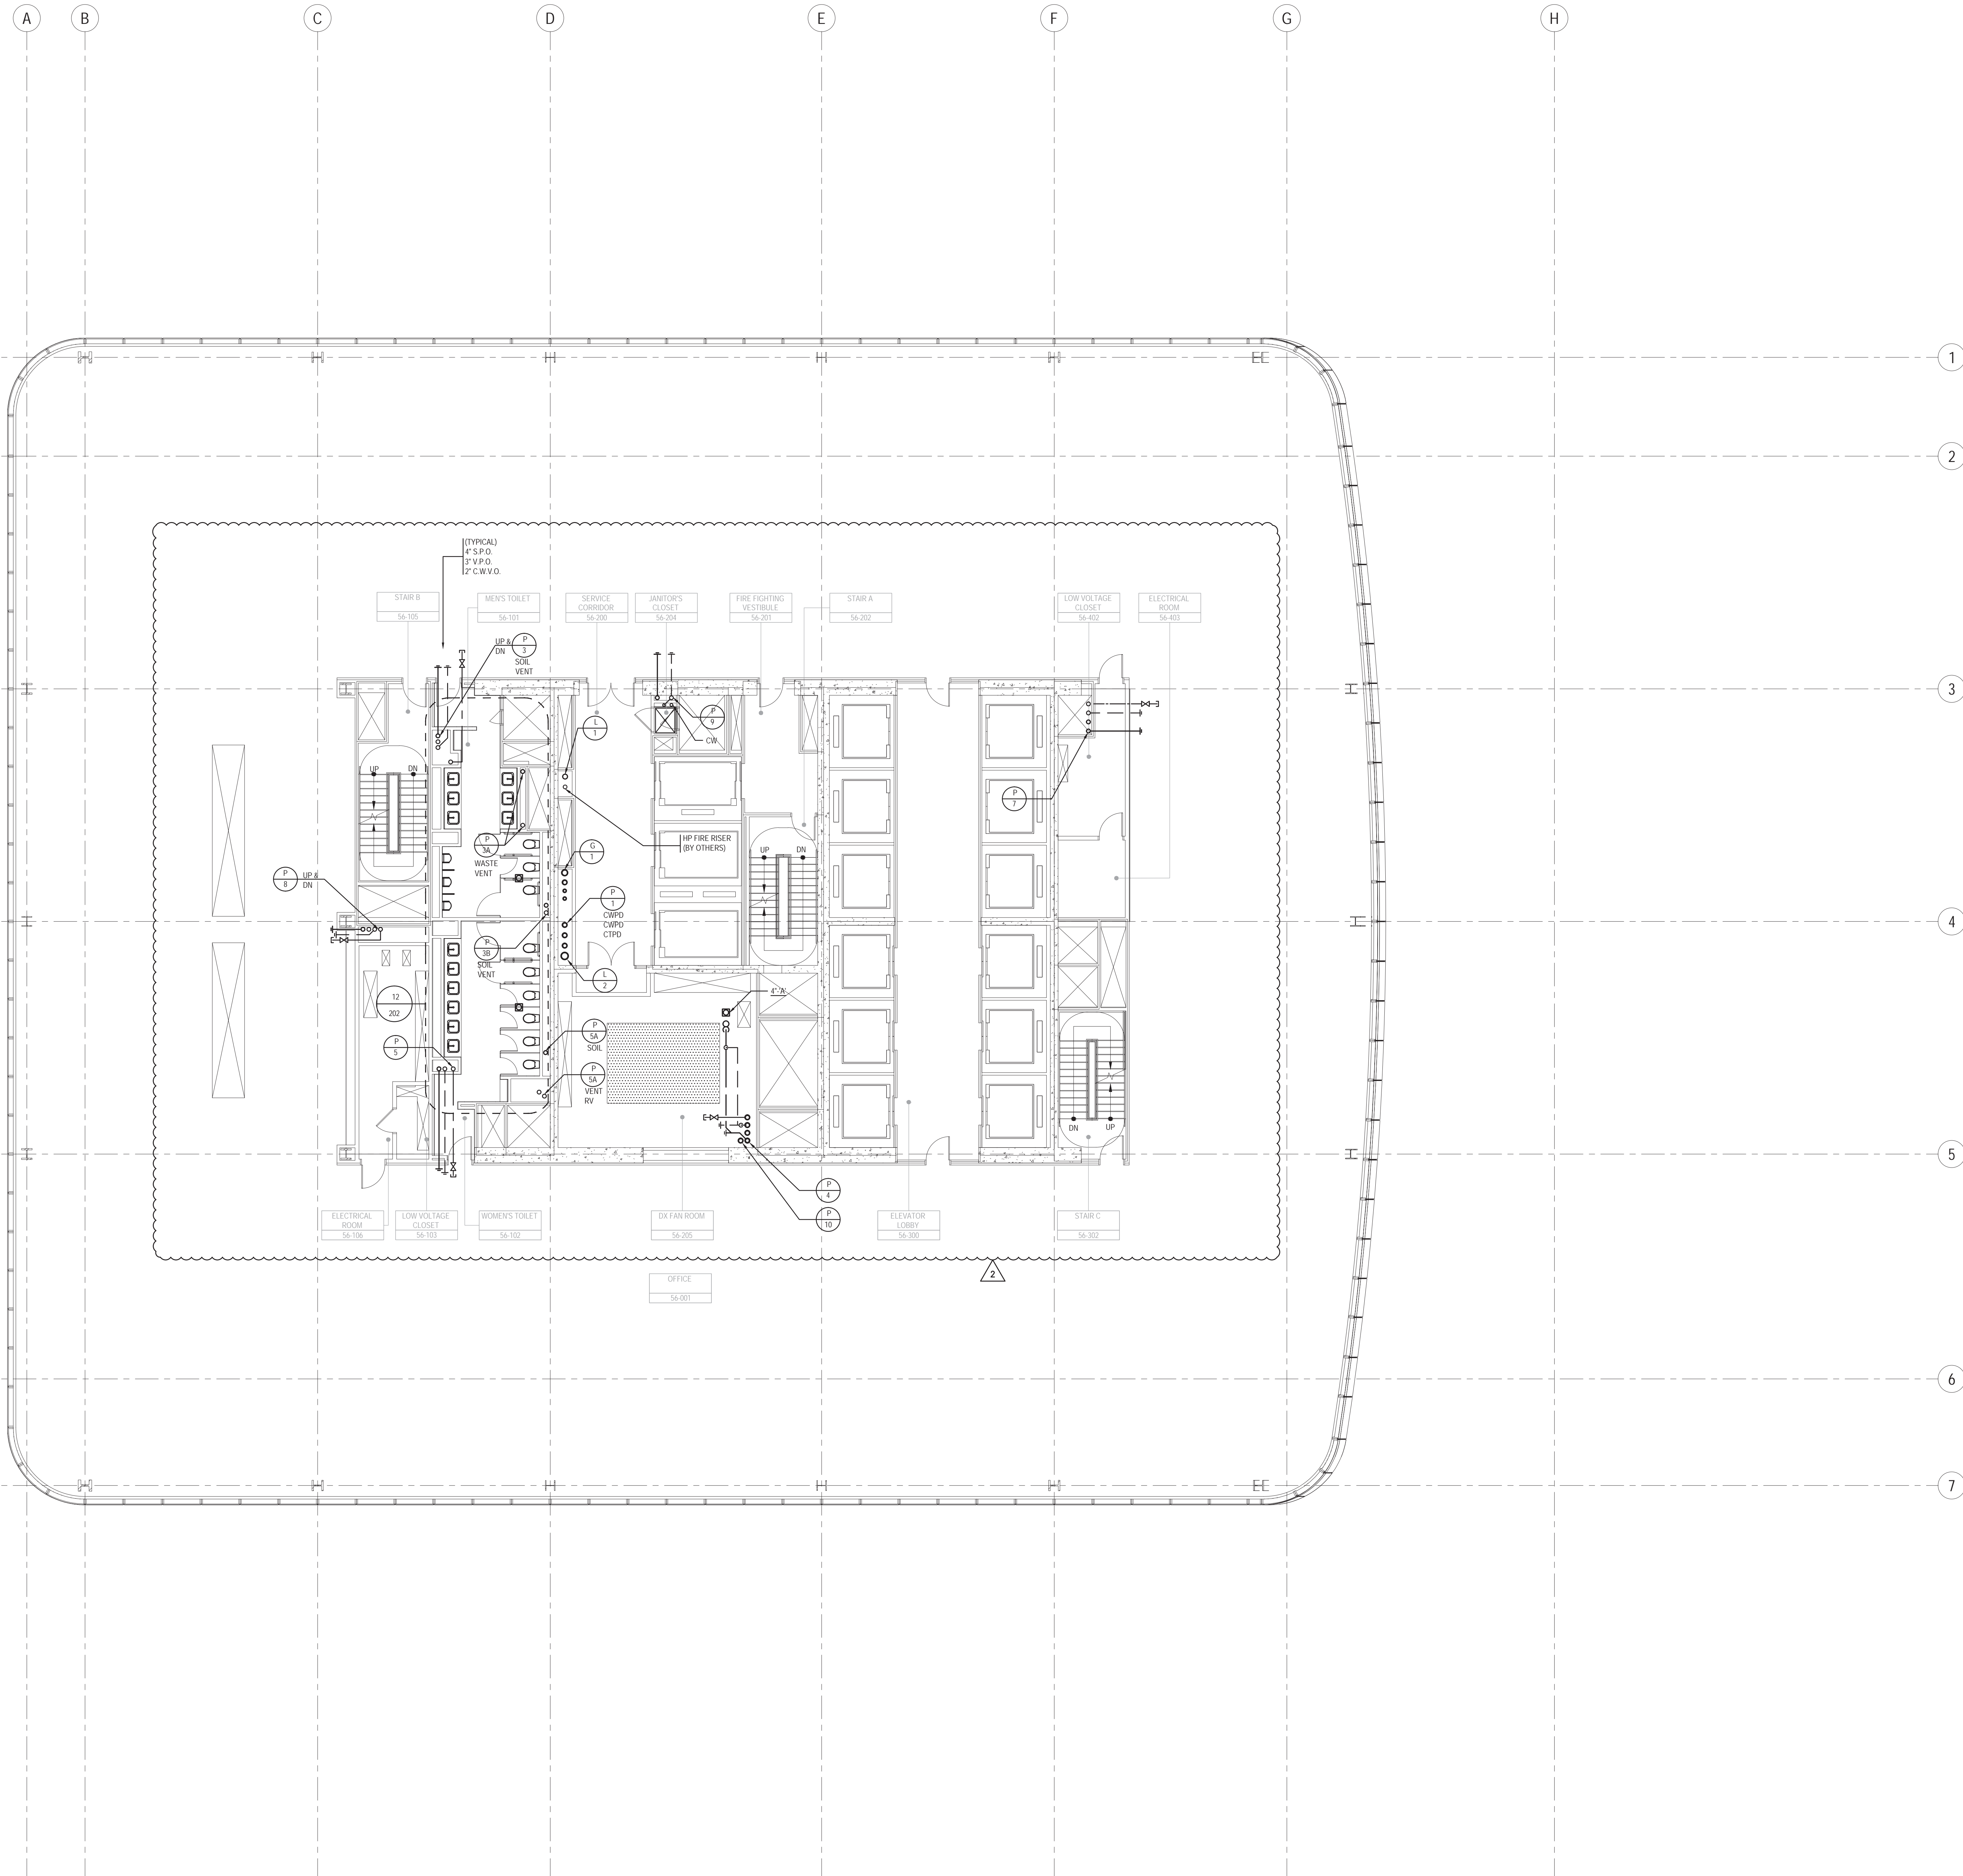 A
B
C
D
E
F
G
H
1
2
3
4
5
6
7
(TYPICAL)
4" S.P.O.
3" V.P.O.
2" C.W.V.O.
STAIR B
56-105
MEN'S TOILET
56-101
SERVICE
CORRIDOR
56-200
JANITOR'S
CLOSET
56-204
FIRE FIGHTING
VESTIBULE
56-201
STAIR A
56-202
LOW VOLTAGE
CLOSET
56-402
ELECTRICAL
ROOM
56-403
UP &
DN
P
3
SOIL
VENT
L
1
P
9
CW
UP
DN
P
7
P
3A
WASTE
VENT
HP FIRE RISER
(BY OTHERS)
G
1
UP
DN
P
8
UP &
DN
P
1
CWPD
CWPD
CTPD
P
3B
SOIL
VENT
L
2
4"-'A'
12
202
P
5
P
5A
SOIL
P
5A
VENT
RV
DN
UP
P
4
P
10
ELECTRICAL
ROOM
56-106
LOW VOLTAGE
CLOSET
56-103
WOMEN'S TOILET
56-102
DX FAN ROOM
56-205
ELEVATOR
LOBBY
56-300
STAIR C
56-302
OFFICE
56-001
2